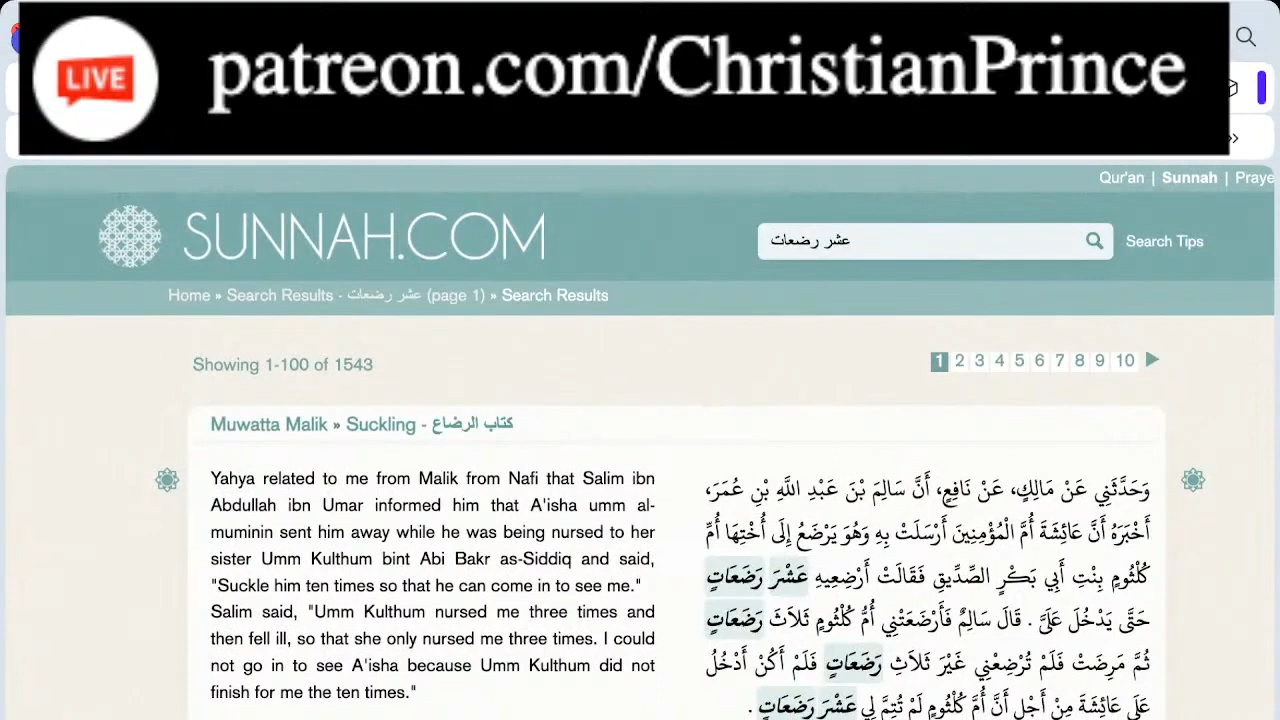 LIVE
patreon.com/ChristianPrince
Qur'an | Sunnah | Praye
SUNNAH.COM
عشر رضعات
Search Tips
Home » Search Results - عشر رضعات (page 1) » Search Results
Showing 1-100 of 1543
1 2 3 4 5 6 7 8 9 10
Muwatta Malik » Suckling - كتاب الرضاع
Yahya related to me from Malik from Nafi that Salim ibn
Abdullah ibn Umar informed him that A'isha umm al-
muminin sent him away while he was being nursed to her
sister Umm Kulthum bint Abi Bakr as-Siddiq and said,
"Suckle him ten times so that he can come in to see me."
Salim said, "Umm Kulthum nursed me three times and
then fell ill, so that she only nursed me three times. I could
not go in to see A'isha because Umm Kulthum did not
finish for me the ten times."
وَحَدَّثَنِي عَنْ مَالِكٍ، عَنْ نَافِعٍ، أَنَّ سَالِمَ بْنَ عَبْدِ اللَّهِ بْنِ عُمَرَ،
أَخْبَرَهُ أَنَّ عَائِشَةَ أُمَّ الْمُؤْمِنِينَ أَرْسَلَتْ بِهِ وَهُوَ يَرْضَعُ إِلَى أُخْتِهَا أُمِّ
كُلْثُومٍ بِنْتِ أَبِي بَكْرٍ الصِّدِّيقِ فَقَالَتْ أَرْضِعِيهِ عَشْرَ رَضَعَاتٍ
حَتَّى يَدْخُلَ عَلَىَّ . قَالَ سَالِمٌ فَأَرْضَعَتْنِي أُمُّ كُلْثُومٍ ثَلاَثَ رَضَعَاتٍ
ثُمَّ مَرِضَتْ فَلَمْ تُرْضِعْنِي غَيْرَ ثَلاَثِ رَضَعَاتٍ فَلَمْ أَكُنْ أَدْخُلُ
عَلَى عَائِشَةَ مِنْ أَجْلِ أَنَّ أُمَّ كُلْثُومٍ لَمْ تُتِمَّ لِي عَشْرَ رَضَعَاتٍ .